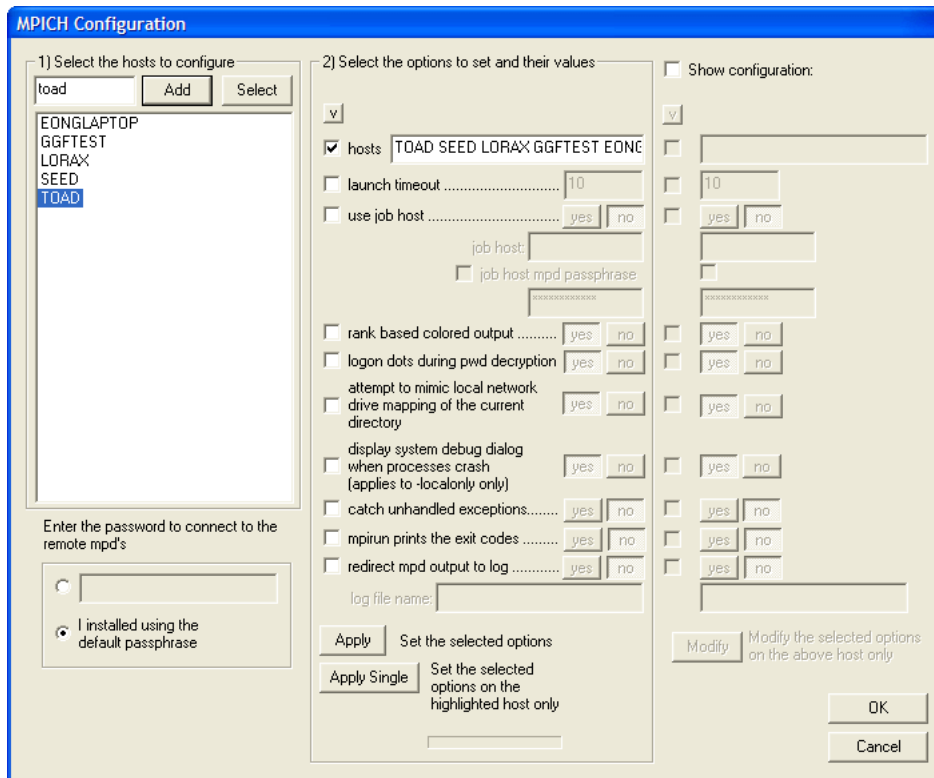 MPICH Configuration
1) Select the hosts to configure
toad Add Select
EONGLAPTOP
GGFTEST
LORAX
SEED
TOAD
Enter the password to connect to the
remote mpd's
I installed using the
default passphrase
2) Select the options to set and their values
v
hosts TOAD SEED LORAX GGFTEST EONG
launch timeout ............................. 10
use job host ................................. yes no
job host:
job host mpd passphrase
************
rank based colored output .......... yes no
logon dots during pwd decryption yes no
attempt to mimic local network
drive mapping of the current
directory
yes no
display system debug dialog
when processes crash
(applies to -localonly only)
yes no
catch unhandled exceptions........ yes no
mpirun prints the exit codes ......... yes no
redirect mpd output to log ............ yes no
log file name:
Apply Set the selected options
Apply Single Set the selected
options on the
highlighted host only
Show configuration:
v
10
yes no
************
yes no
yes no
yes no
yes no
yes no
yes no
yes no
Modify Modify the selected options
on the above host only
OK
Cancel